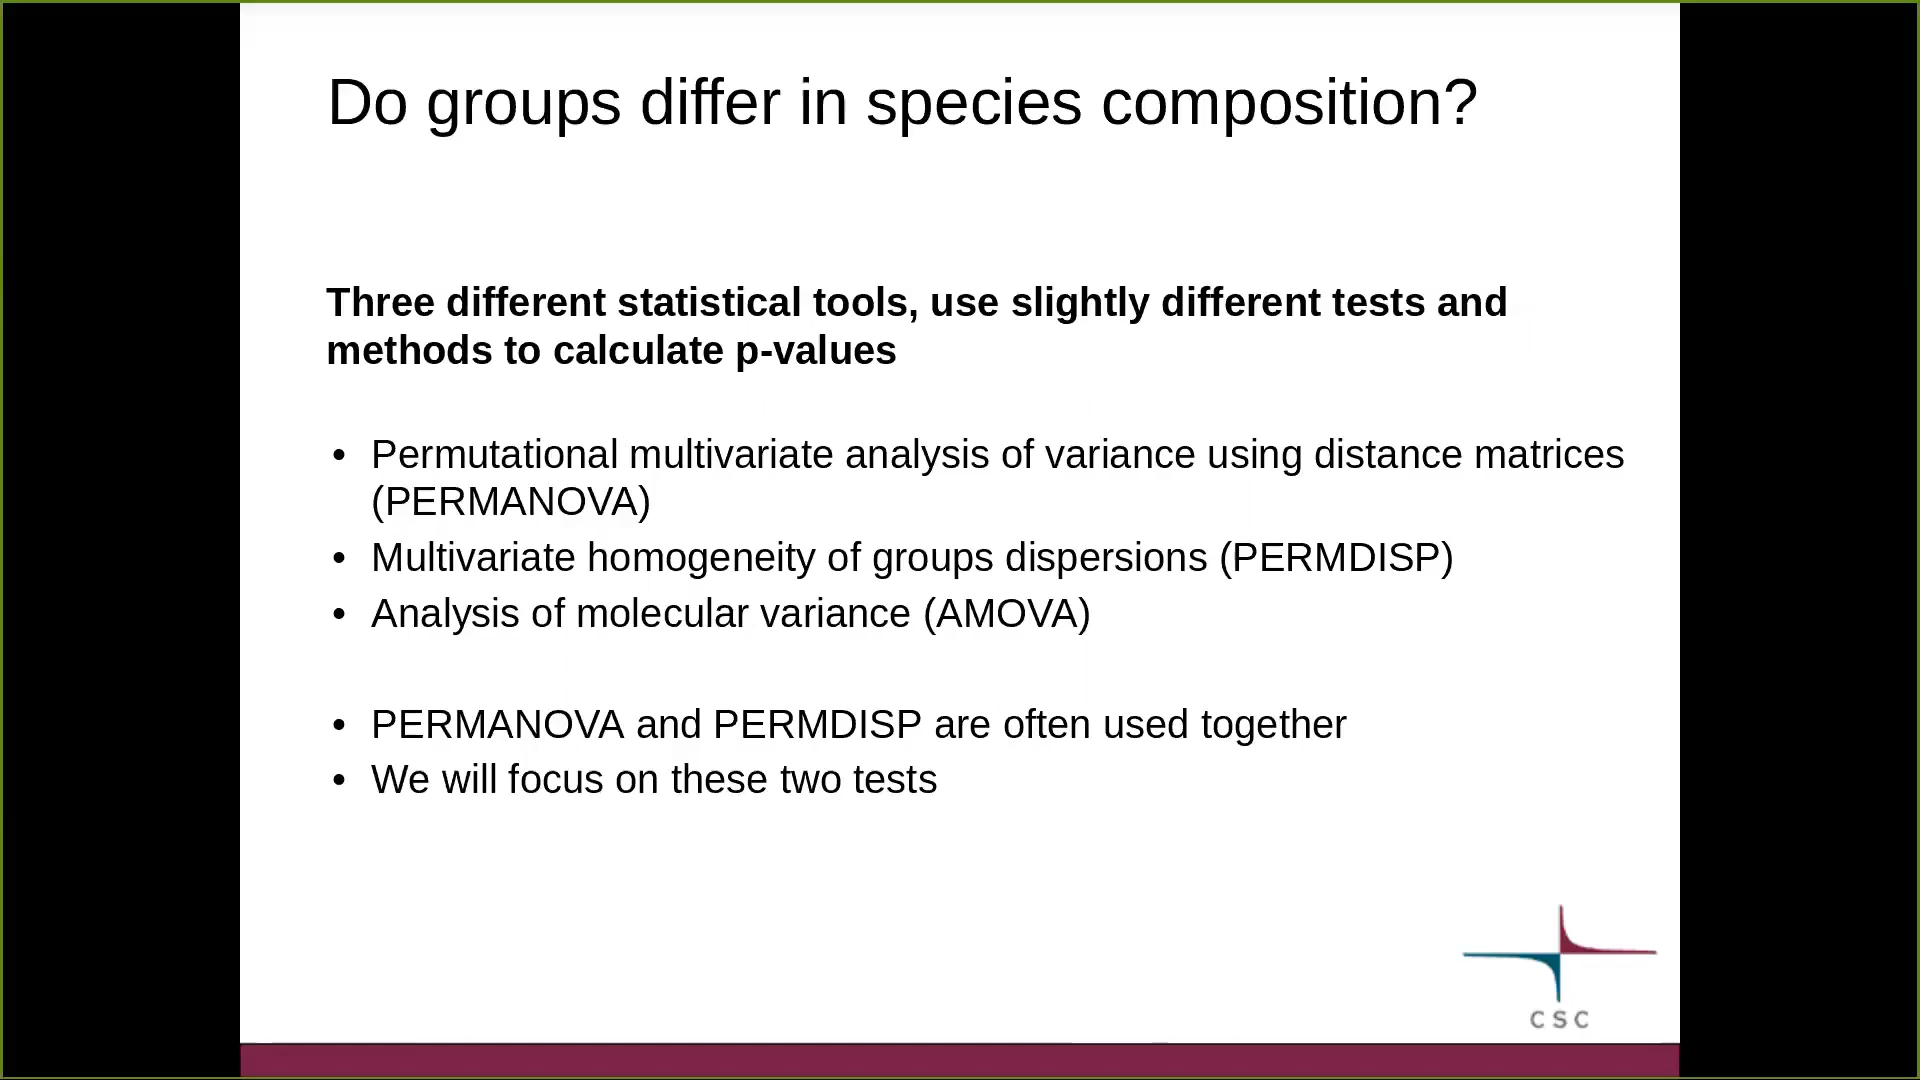 Do groups differ in species composition?
Three different statistical tools, use slightly different tests and
methods to calculate p-values
• Permutational multivariate analysis of variance using distance matrices
(PERMANOVA)
• Multivariate homogeneity of groups dispersions (PERMDISP)
• Analysis of molecular variance (AMOVA)
• PERMANOVA and PERMDISP are often used together
• We will focus on these two tests
CSC